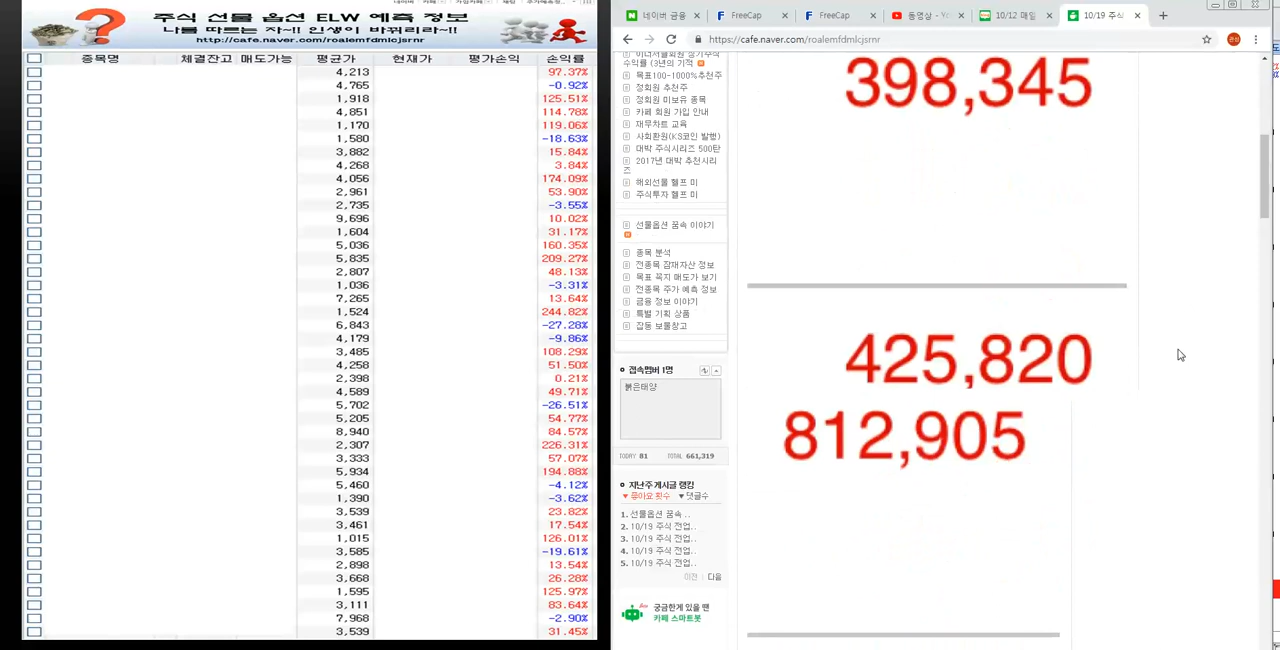 주식 선물 옵션 ELW 예측 정보
나를 따르는 자~!! 인생이 바꿔리라~!!
http://cafe.naver.com/roalemfdmlcjsrnr
종목명 체결잔고 매도가능 평균가 현재가 평가손익 손익률
4,213 97.37%
4,765 -0.92%
1,918 125.51%
4,851 114.78%
1,170 119.06%
1,580 -18.63%
3,882 15.84%
4,268 3.84%
4,056 174.09%
2,961 53.90%
2,735 -3.55%
9,696 10.02%
1,604 31.17%
5,036 160.35%
5,835 209.27%
2,807 48.13%
1,036 -3.31%
7,265 13.64%
1,524 244.82%
6,843 -27.28%
4,179 -9.86%
3,485 108.29%
4,258 51.50%
2,398 0.21%
4,589 49.71%
5,702 -26.51%
5,205 54.77%
8,940 84.57%
2,307 226.31%
3,333 57.07%
5,934 194.88%
5,460 -4.12%
1,390 -3.62%
3,539 23.82%
3,461 17.54%
1,015 126.01%
3,585 -19.61%
2,898 13.54%
3,668 26.28%
1,595 125.97%
3,111 83.64%
7,968 -2.90%
3,539 31.45%
네이버 금융 FreeCap FreeCap 동영상 - Yo 10/12 매일 10/19 주식
https://cafe.naver.com/roalemfdmlcjsrnr
수익률 (3년의 기적
목표100-1000%추천주
정회원 추천주
정회원 미보유 종목
카페 회원 가입 안내
재무차트 교육
사회환원(KS코인 발행)
대박 주식시리즈 500탄
2017년 대박 추천시리
즈
해외선물 헬프 미
주식투자 헬프 미
선물옵션 꿈속 이야기
종목 분석
전종목 잠재자산 정보
목표 꼭지 매도가 보기
전종목 주가 예측 정보
금융 정보 이야기
특별 기획 상품
잡동 보물창고
접속멤버 1명
붉은태양
TODAY 81 TOTAL 661,319
지난주 게시글 랭킹
▼ 좋아요 횟수 ▼ 댓글수
1. 선물옵션 꿈속 ..
2. 10/19 주식 전업..
3. 10/19 주식 전업..
4. 10/19 주식 전업..
5. 10/19 주식 전업..
이전 | 다음
궁금한게 있을 땐
카페 스마트봇
398,345
425,820
812,905